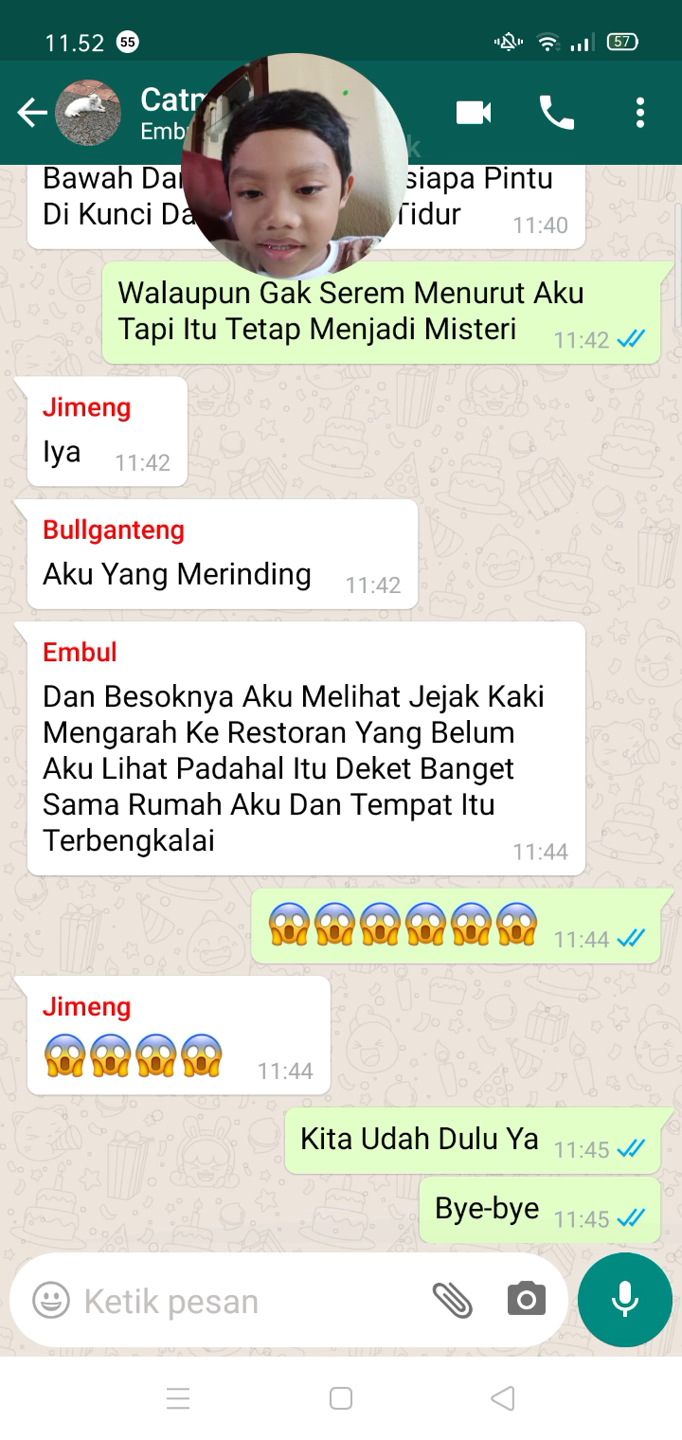 11.52 55 57
Catm
Emb k
Bawah Da siapa Pintu
Di Kunci Da Tidur 11:40
Walaupun Gak Serem Menurut Aku
Tapi Itu Tetap Menjadi Misteri 11:42
Jimeng
Iya 11:42
Bullganteng
Aku Yang Merinding 11:42
Embul
Dan Besoknya Aku Melihat Jejak Kaki
Mengarah Ke Restoran Yang Belum
Aku Lihat Padahal Itu Deket Banget
Sama Rumah Aku Dan Tempat Itu
Terbengkalai 11:44
😱😱😱😱😱😱 11:44
Jimeng
😱😱😱😱 11:44
Kita Udah Dulu Ya 11:45
Bye-bye 11:45
Ketik pesan